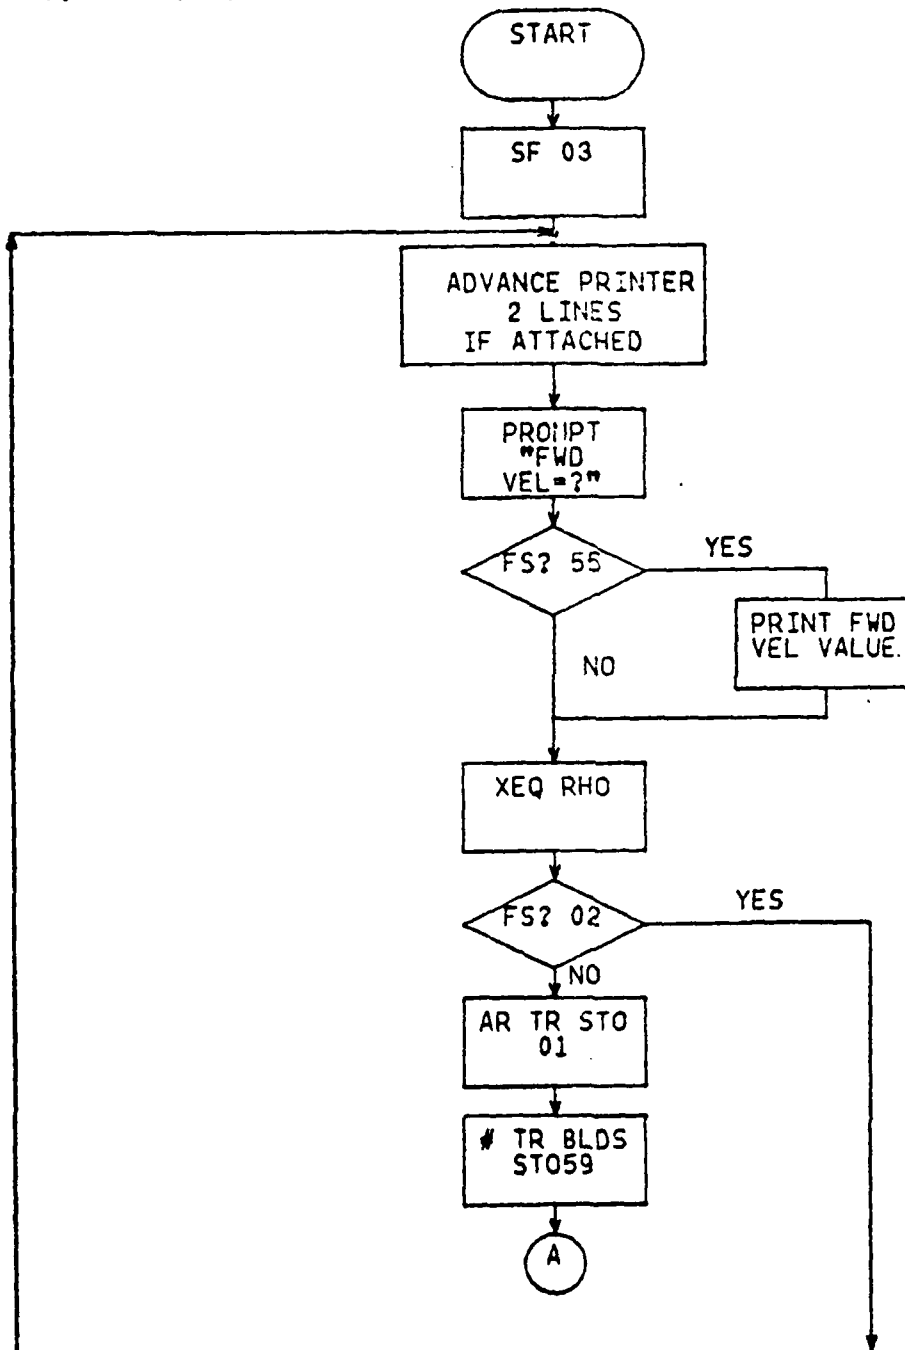 START
SF 03
ADVANCE PRINTER
2 LINES
IF ATTACHED
PROMPT
"FWD
VEL=?"
FS? 55
YES
PRINT FWD
VEL VALUE.
NO
XEQ RHO
FS? 02
YES
NO
AR TR STO
01
# TR BLDS
STO59
A